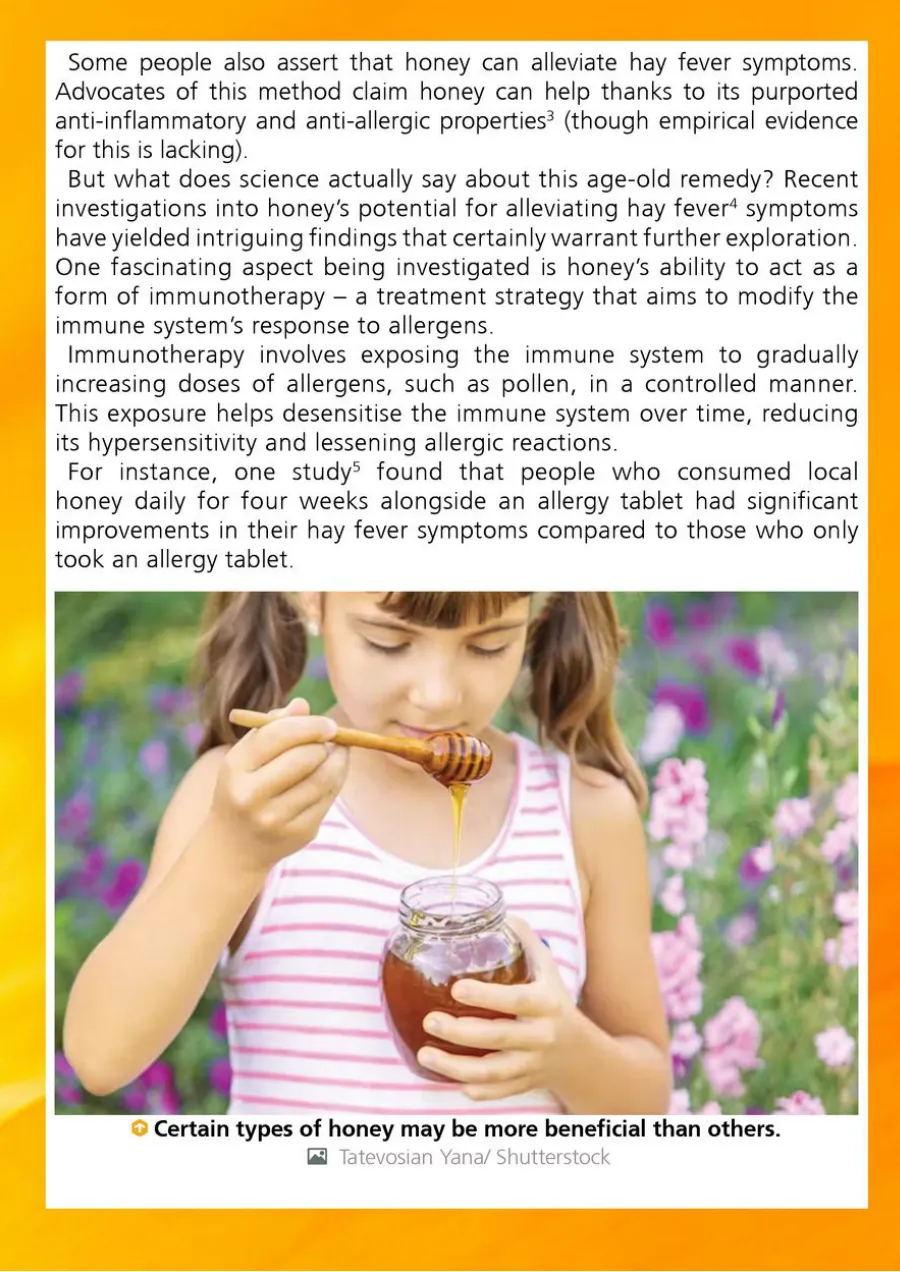 Some people also assert that honey can alleviate hay fever symptoms.
Advocates of this method claim honey can help thanks to its purported
anti-inflammatory and anti-allergic properties³ (though empirical evidence
for this is lacking).
But what does science actually say about this age-old remedy? Recent
investigations into honey’s potential for alleviating hay fever⁴ symptoms
have yielded intriguing findings that certainly warrant further exploration.
One fascinating aspect being investigated is honey’s ability to act as a
form of immunotherapy – a treatment strategy that aims to modify the
immune system’s response to allergens.
Immunotherapy involves exposing the immune system to gradually
increasing doses of allergens, such as pollen, in a controlled manner.
This exposure helps desensitise the immune system over time, reducing
its hypersensitivity and lessening allergic reactions.
For instance, one study⁵ found that people who consumed local
honey daily for four weeks alongside an allergy tablet had significant
improvements in their hay fever symptoms compared to those who only
took an allergy tablet.
Certain types of honey may be more beneficial than others.
Tatevosian Yana/ Shutterstock